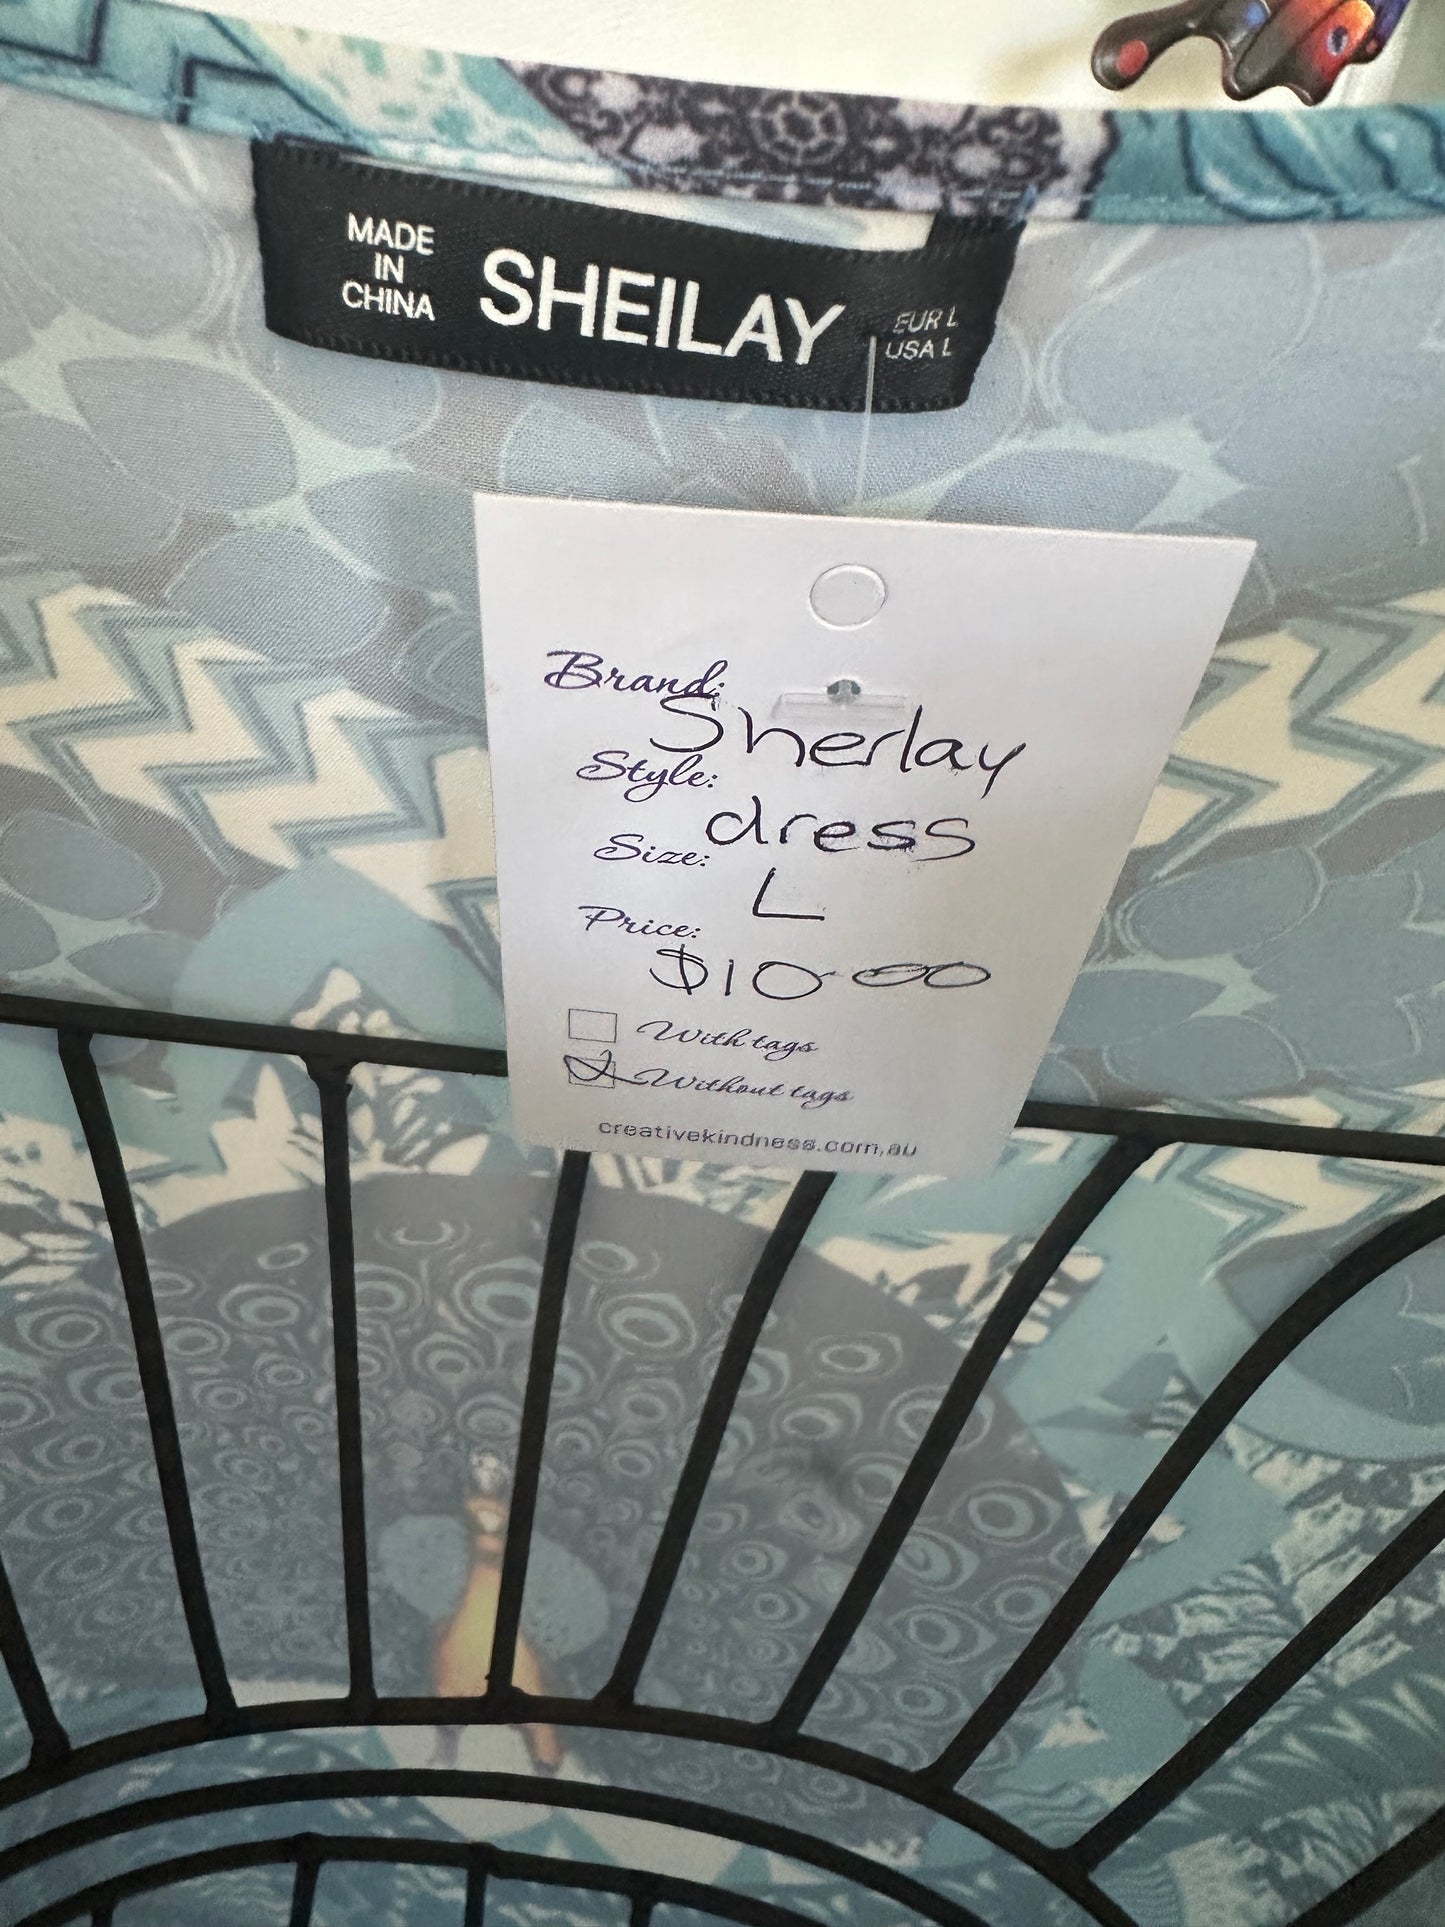 MADE
IN
CHINA
SHEILAY
EUR L
USA L
Brand:
Sherlay
Style:
dress
Size:
L
Price:
$10-00
With tags
Without tags
creativekindness.com.au